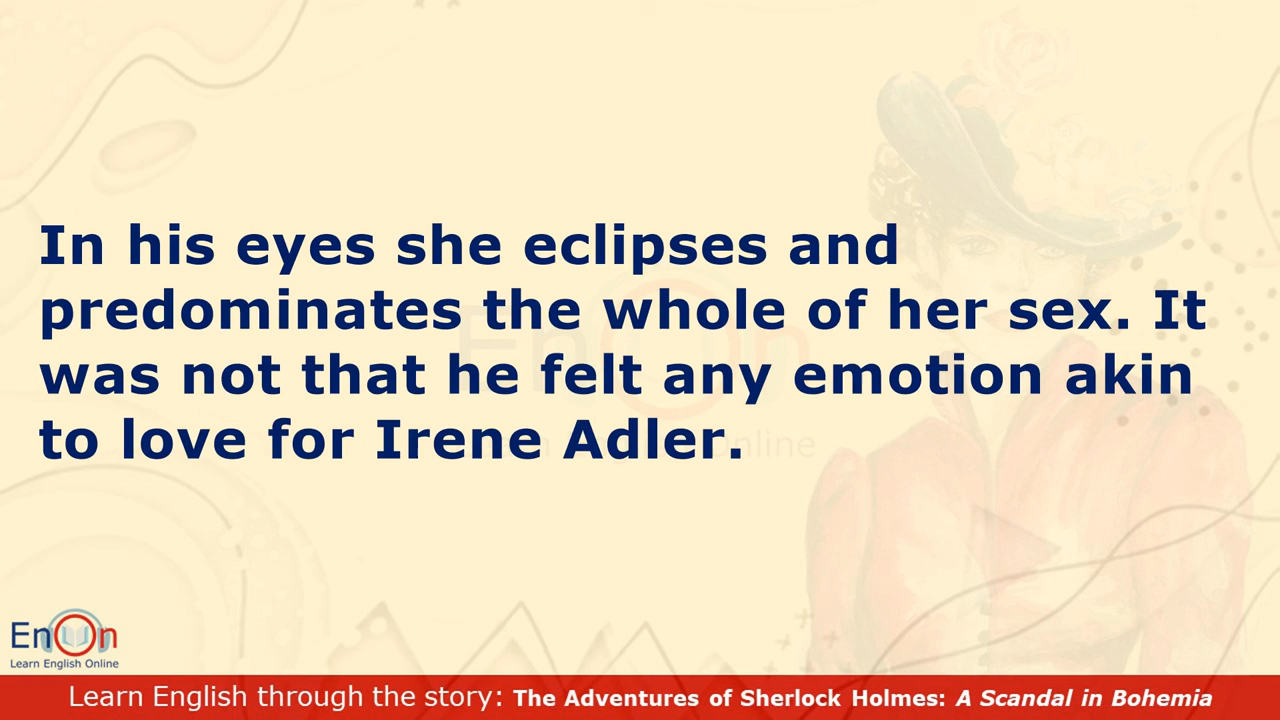 In his eyes she eclipses and
predominates the whole of her sex. It
was not that he felt any emotion akin
to love for Irene Adler.
EnOn
Learn English Online
Learn English through the story: The Adventures of Sherlock Holmes: A Scandal in Bohemia